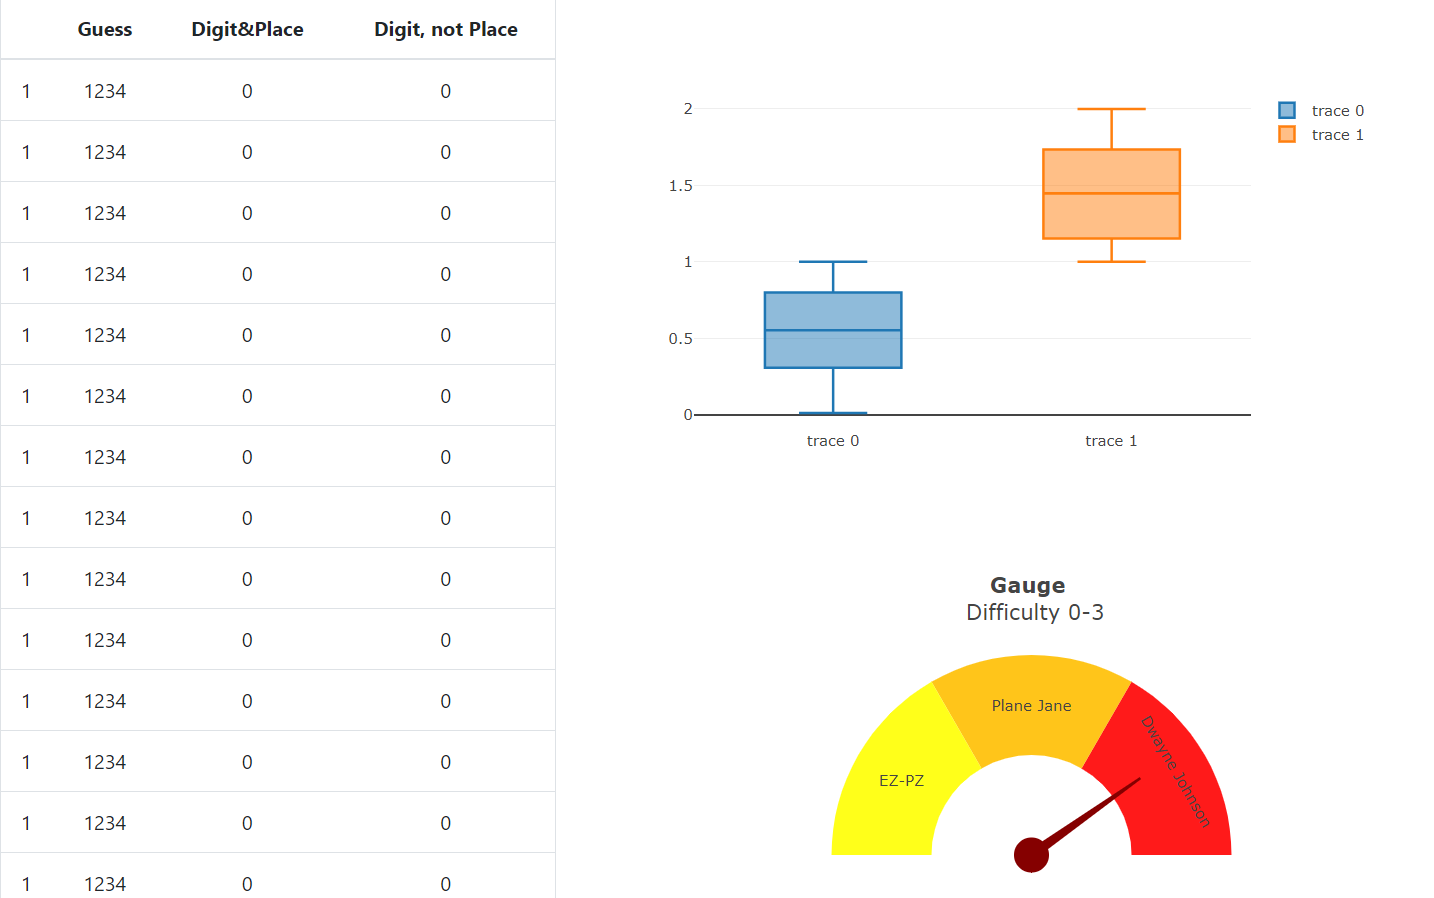 Guess Digit&Place Digit, not Place
1 1234 0 0
1 1234 0 0
1 1234 0 0
1 1234 0 0
1 1234 0 0
1 1234 0 0
1 1234 0 0
1 1234 0 0
1 1234 0 0
1 1234 0 0
1 1234 0 0
1 1234 0 0
1 1234 0 0
1 1234 0 0
2
1.5
1
0.5
0
trace 0
trace 1
trace 0
trace 1
Gauge
Difficulty 0-3
EZ-PZ
Plane Jane
Dwayne Johnson